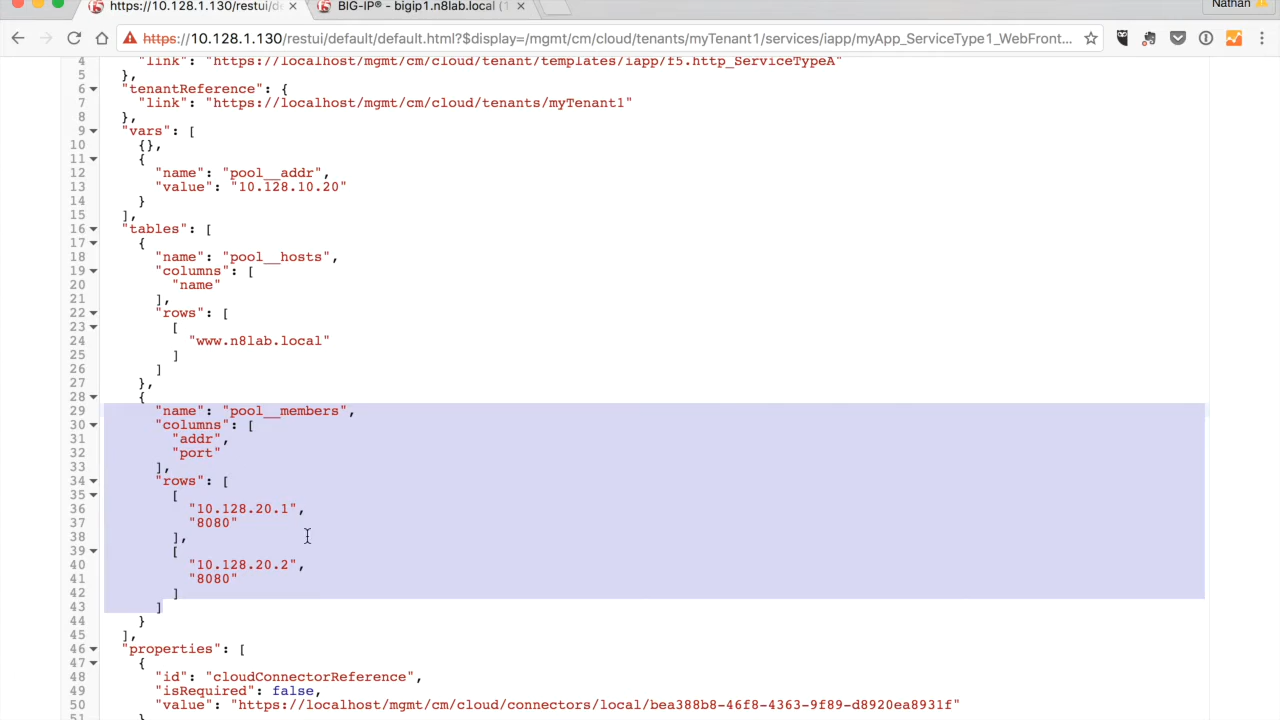 https://10.128.1.130/restui/de × BIG-IP® - bigip1.n8lab.local (1 × Nathan
https://10.128.1.130/restui/default/default.html?$display=/mgmt/cm/cloud/tenants/myTenant1/services/iapp/myApp_ServiceType1_WebFront...
4 "link": "https://localhost/mgmt/cm/cloud/tenant/templates/iapp/f5.http_ServiceTypeA"
5 },
6 "tenantReference": {
7 "link": "https://localhost/mgmt/cm/cloud/tenants/myTenant1"
8 },
9 "vars": [
10 {},
11 {
12 "name": "pool__addr",
13 "value": "10.128.10.20"
14 }
15 ],
16 "tables": [
17 {
18 "name": "pool__hosts",
19 "columns": [
20 "name"
21 ],
22 "rows": [
23 [
24 "www.n8lab.local"
25 ]
26 ]
27 },
28 {
29 "name": "pool__members",
30 "columns": [
31 "addr",
32 "port"
33 ],
34 "rows": [
35 [
36 "10.128.20.1",
37 "8080"
38 ],
39 [
40 "10.128.20.2",
41 "8080"
42 ]
43 ]
44 }
45 ],
46 "properties": [
47 {
48 "id": "cloudConnectorReference",
49 "isRequired": false,
50 "value": "https://localhost/mgmt/cm/cloud/connectors/local/bea388b8-46f8-4363-9f89-d8920ea8931f"
51 }